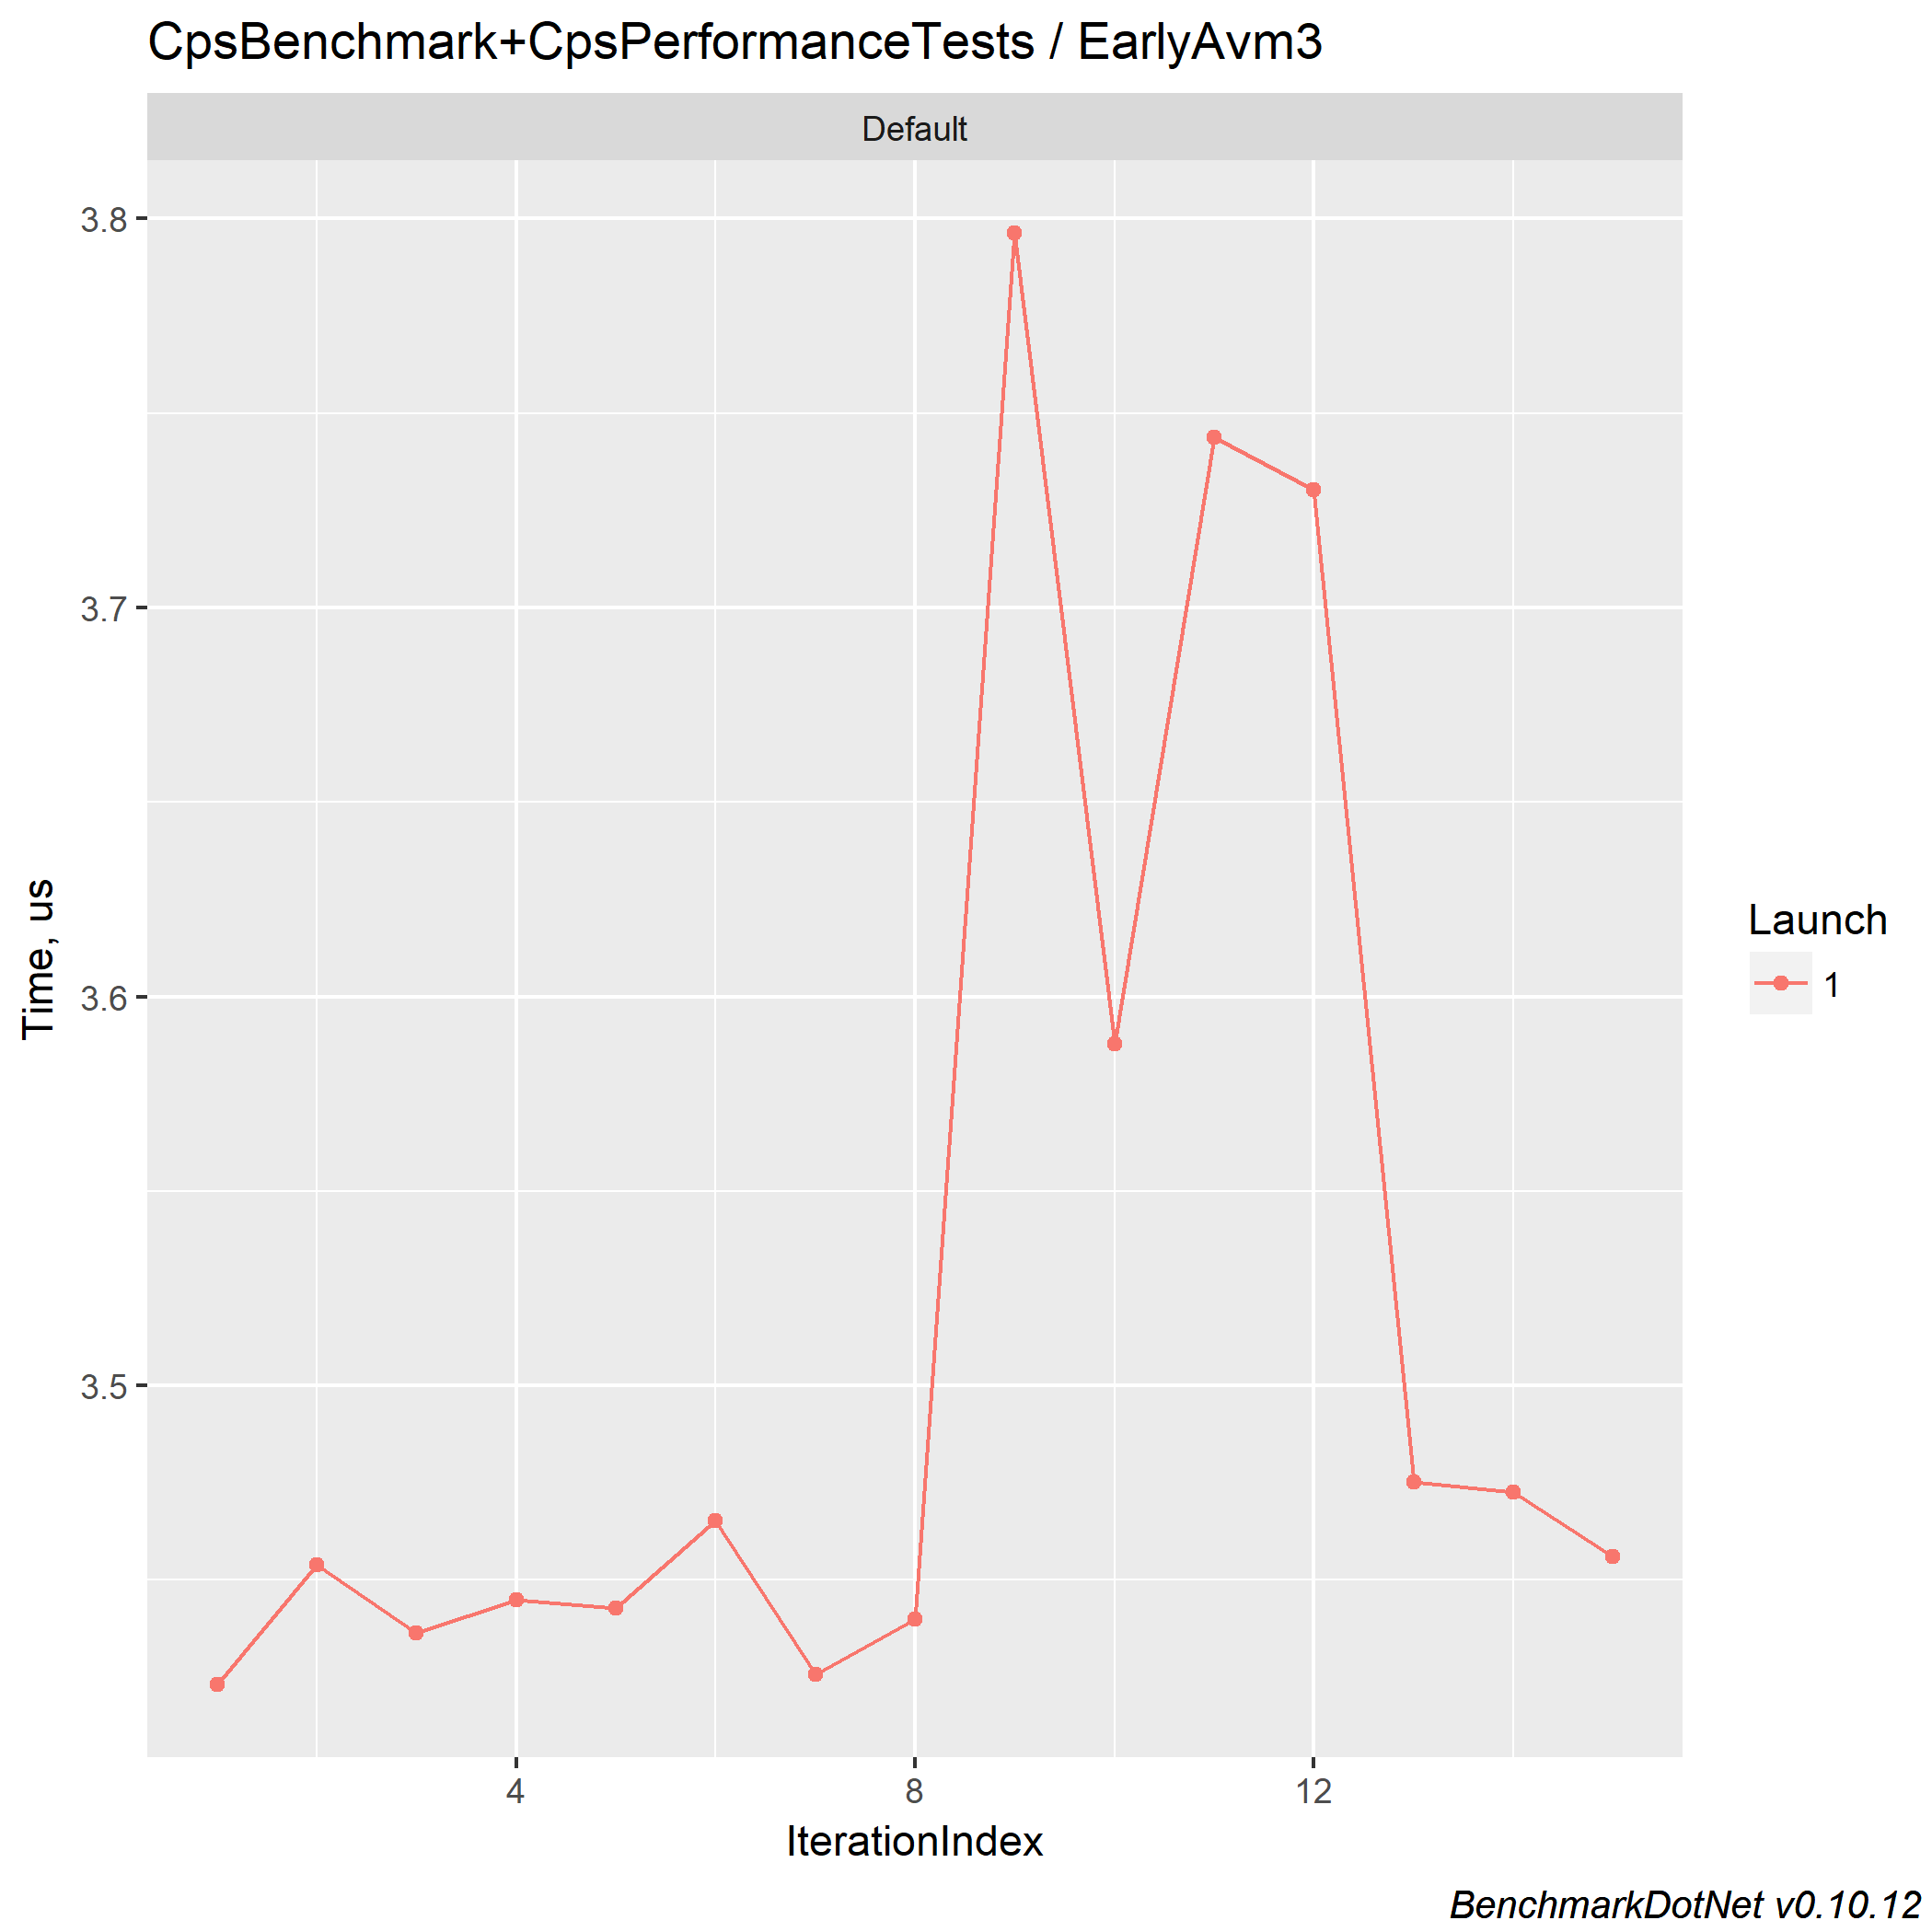 CpsBenchmark+CpsPerformanceTests / EarlyAvm3
Default
3.8
3.7
3.6
3.5
Time, us
4 8 12
IterationIndex
Launch
1
BenchmarkDotNet v0.10.12